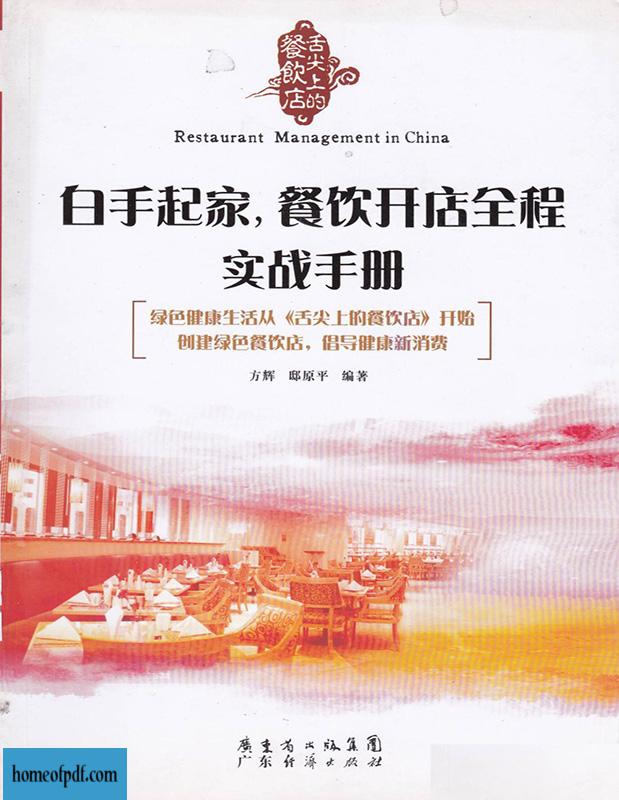 舌尖上的
餐飲店
Restaurant Management in China
白手起家，餐饮开店全程
实战手册
绿色健康生活从《舌尖上的餐饮店》开始
创建绿色餐饮店，倡导健康新消费
方辉 邸原平 编著
廣東省出版集團
广东经济出版社
homeofpdf.com